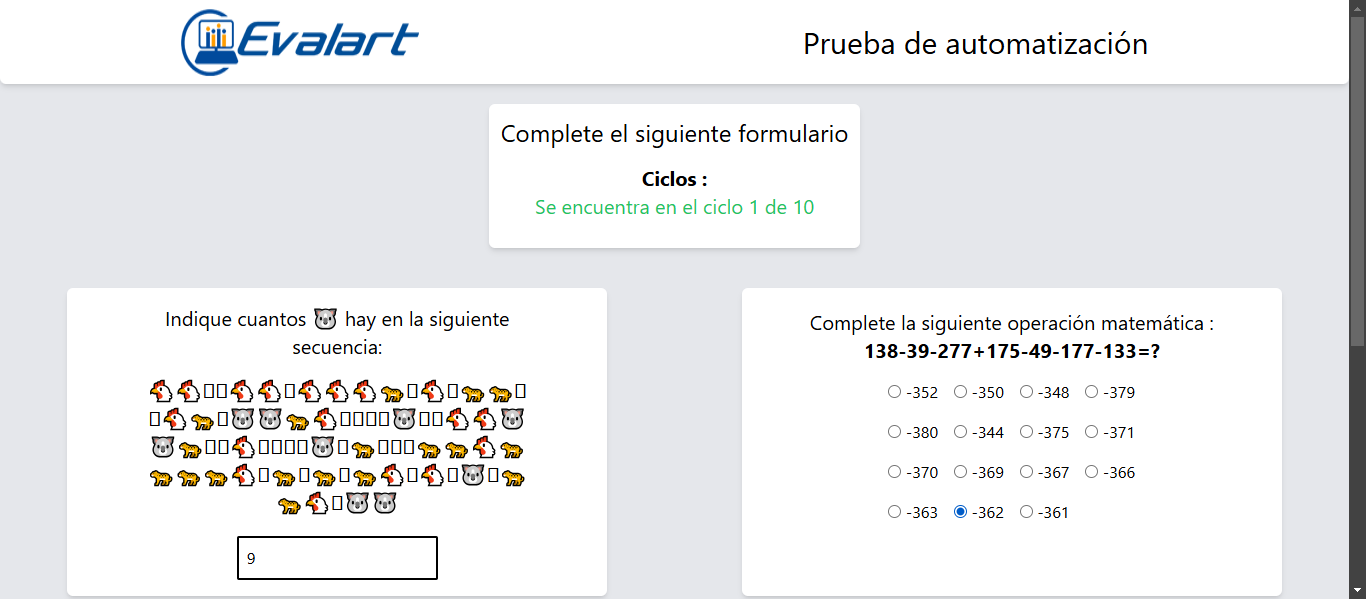 Evalart
Prueba de automatización
Complete el siguiente formulario
Ciclos :
Se encuentra en el ciclo 1 de 10
Indique cuantos 🐨 hay en la siguiente
secuencia:
9
Complete la siguiente operación matemática :
138-39-277+175-49-177-133=?
-352 -350 -348 -379
-380 -344 -375 -371
-370 -369 -367 -366
-363 -362 -361